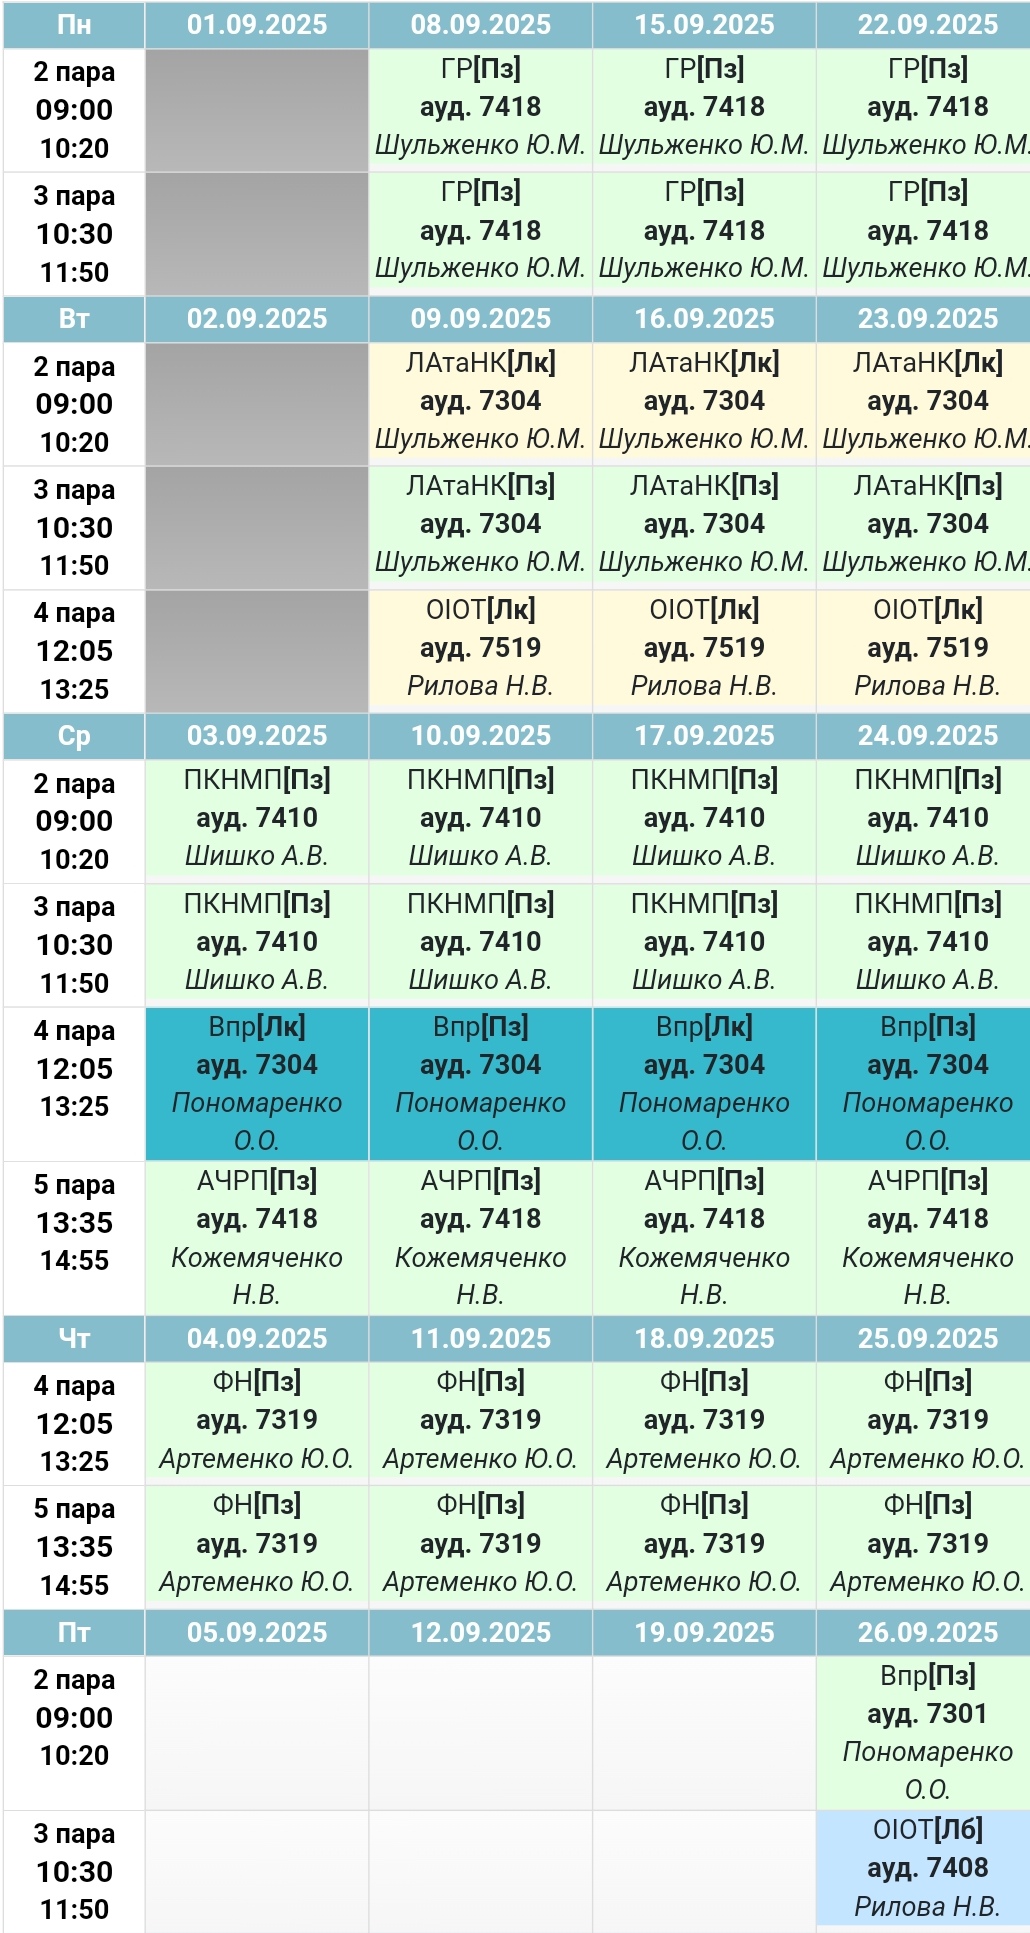 Пн 01.09.2025 08.09.2025 15.09.2025 22.09.2025
2 пара ГР[Пз] ГР[Пз] ГР[Пз]
09:00 ауд. 7418 ауд. 7418 ауд. 7418
10:20 Шульженко Ю.М. Шульженко Ю.М. Шульженко Ю.М.
3 пара ГР[Пз] ГР[Пз] ГР[Пз]
10:30 ауд. 7418 ауд. 7418 ауд. 7418
11:50 Шульженко Ю.М. Шульженко Ю.М. Шульженко Ю.М.
Вт 02.09.2025 09.09.2025 16.09.2025 23.09.2025
2 пара ЛАтаНК[Лк] ЛАтаНК[Лк] ЛАтаНК[Лк]
09:00 ауд. 7304 ауд. 7304 ауд. 7304
10:20 Шульженко Ю.М. Шульженко Ю.М. Шульженко Ю.М.
3 пара ЛАтаНК[Пз] ЛАтаНК[Пз] ЛАтаНК[Пз]
10:30 ауд. 7304 ауд. 7304 ауд. 7304
11:50 Шульженко Ю.М. Шульженко Ю.М. Шульженко Ю.М.
4 пара ОІОТ[Лк] ОІОТ[Лк] ОІОТ[Лк]
12:05 ауд. 7519 ауд. 7519 ауд. 7519
13:25 Рилова Н.В. Рилова Н.В. Рилова Н.В.
Ср 03.09.2025 10.09.2025 17.09.2025 24.09.2025
2 пара ПКНМП[Пз] ПКНМП[Пз] ПКНМП[Пз] ПКНМП[Пз]
09:00 ауд. 7410 ауд. 7410 ауд. 7410 ауд. 7410
10:20 Шишко А.В. Шишко А.В. Шишко А.В. Шишко А.В.
3 пара ПКНМП[Пз] ПКНМП[Пз] ПКНМП[Пз] ПКНМП[Пз]
10:30 ауд. 7410 ауд. 7410 ауд. 7410 ауд. 7410
11:50 Шишко А.В. Шишко А.В. Шишко А.В. Шишко А.В.
4 пара Впр[Лк] Впр[Пз] Впр[Лк] Впр[Пз]
12:05 ауд. 7304 ауд. 7304 ауд. 7304 ауд. 7304
13:25 Пономаренко Пономаренко Пономаренко Пономаренко
О.О. О.О. О.О. О.О.
5 пара АЧРП[Пз] АЧРП[Пз] АЧРП[Пз] АЧРП[Пз]
13:35 ауд. 7418 ауд. 7418 ауд. 7418 ауд. 7418
14:55 Кожемяченко Кожемяченко Кожемяченко Кожемяченко
Н.В. Н.В. Н.В. Н.В.
Чт 04.09.2025 11.09.2025 18.09.2025 25.09.2025
4 пара ФН[Пз] ФН[Пз] ФН[Пз] ФН[Пз]
12:05 ауд. 7319 ауд. 7319 ауд. 7319 ауд. 7319
13:25 Артеменко Ю.О. Артеменко Ю.О. Артеменко Ю.О. Артеменко Ю.О.
5 пара ФН[Пз] ФН[Пз] ФН[Пз] ФН[Пз]
13:35 ауд. 7319 ауд. 7319 ауд. 7319 ауд. 7319
14:55 Артеменко Ю.О. Артеменко Ю.О. Артеменко Ю.О. Артеменко Ю.О.
Пт 05.09.2025 12.09.2025 19.09.2025 26.09.2025
2 пара Впр[Пз]
09:00 ауд. 7301
10:20 Пономаренко
О.О.
3 пара ОІОТ[Лб]
10:30 ауд. 7408
11:50 Рилова Н.В.